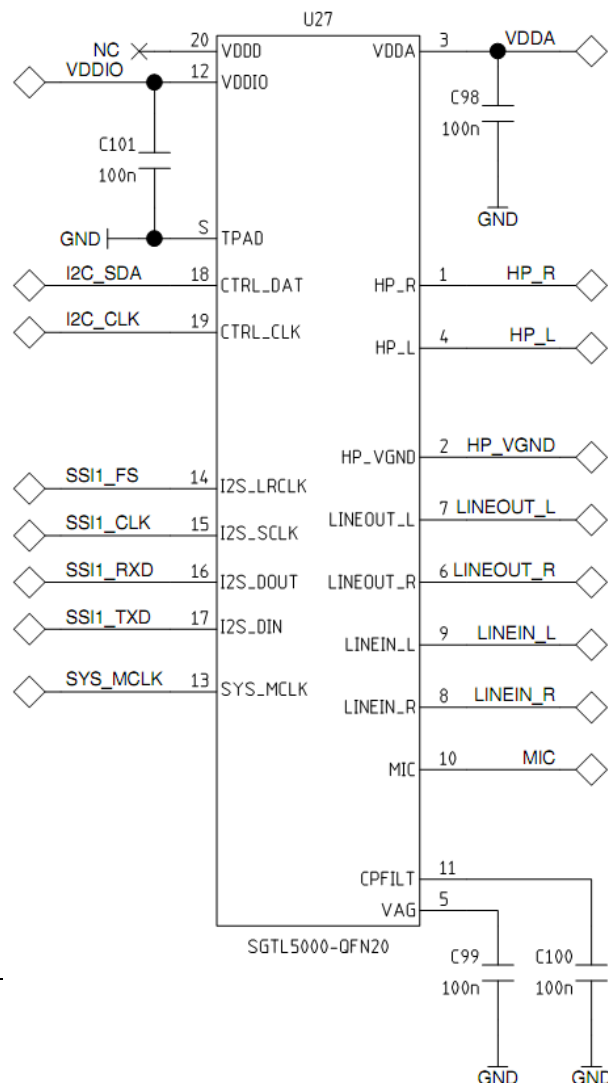 U27
NC 20 VDDD
VDDA 3 VDDA
VDDIO 12 VDDIO
C98
100n
C101
100n
GND
GND S TPAD
I2C_SDA 18 CTRL_DAT
HP_R 1 HP_R
I2C_CLK 19 CTRL_CLK
HP_L 4 HP_L
HP_VGND 2 HP_VGND
SSI1_FS 14 I2S_LRCLK
LINEOUT_L 7 LINEOUT_L
SSI1_CLK 15 I2S_SCLK
SSI1_RXD 16 I2S_DOUT
LINEOUT_R 6 LINEOUT_R
SSI1_TXD 17 I2S_DIN
LINEIN_L 9 LINEIN_L
SYS_MCLK 13 SYS_MCLK
LINEIN_R 8 LINEIN_R
MIC 10 MIC
CPFILT 11
VAG 5
SGTL5000-QFN20
C99 C100
100n 100n
GND GND